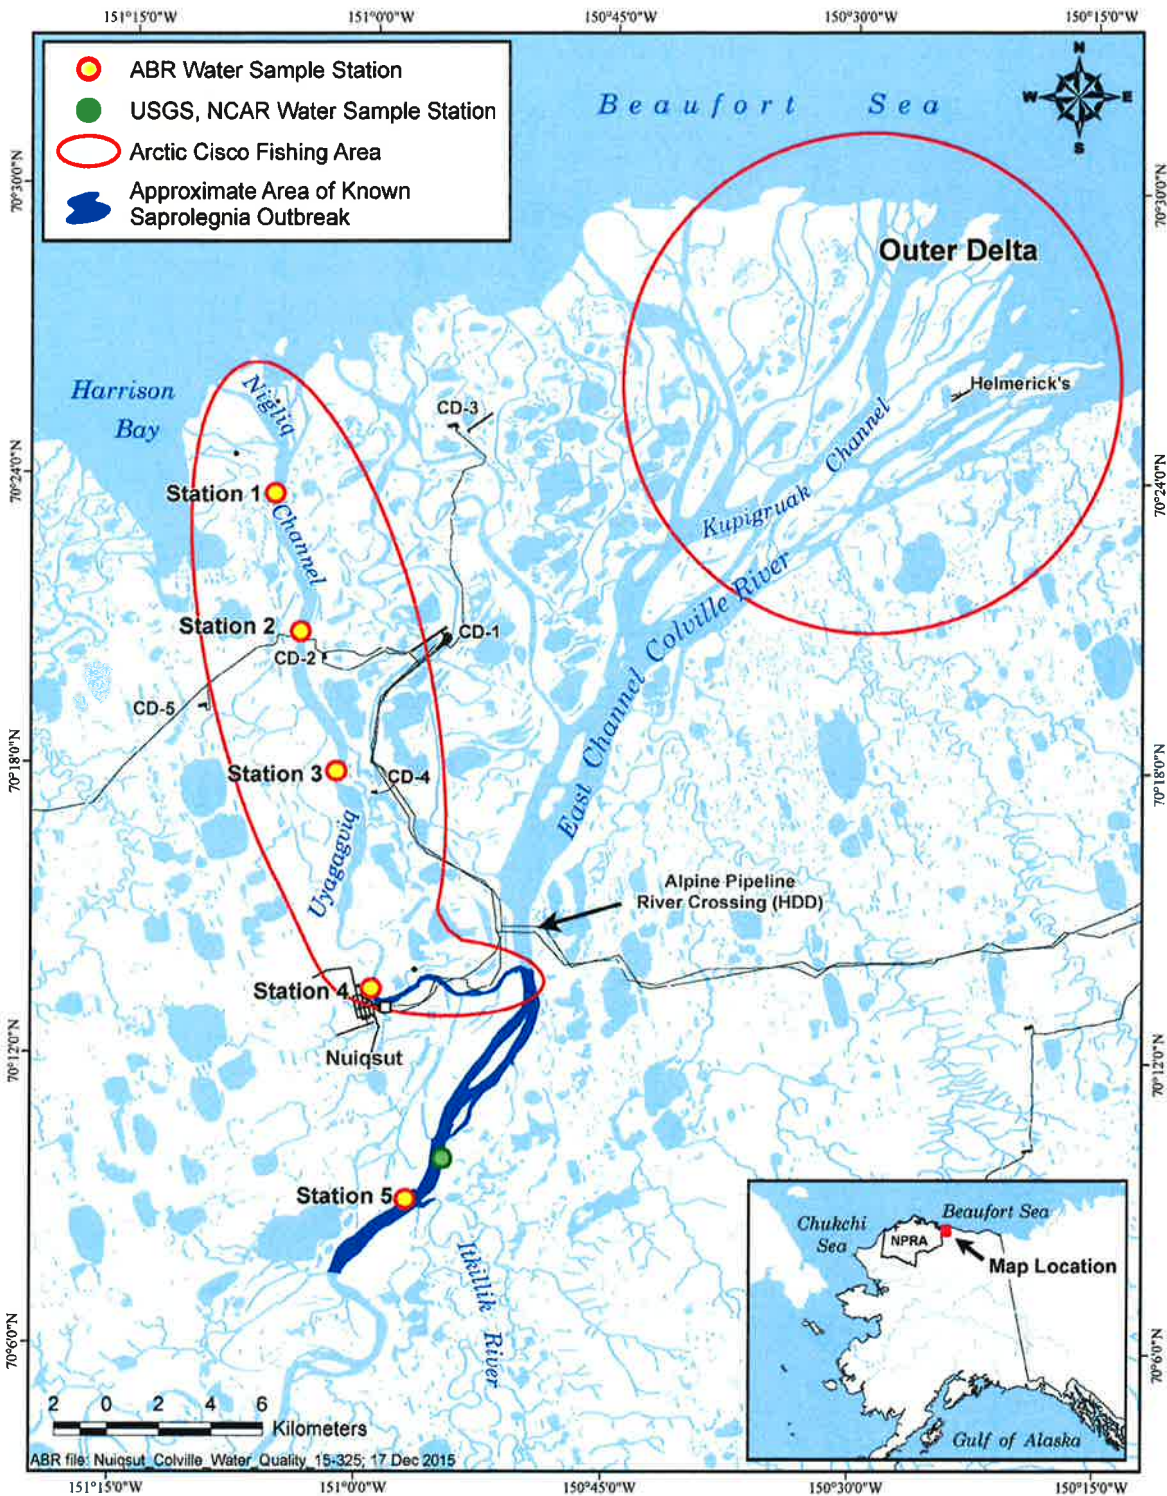 151°15'0"W 151°0'0"W 150°45'0"W 150°30'0"W 150°15'0"W
ABR Water Sample Station
USGS, NCAR Water Sample Station
Arctic Cisco Fishing Area
Approximate Area of Known
Saprolegnia Outbreak
Beaufort Sea
N
W E
S
70°30'0"N
70°30'0"N
Outer Delta
Harrison
Bay
Nigliq
Channel
CD-3
Helmerick's
Kupigruak Channel
70°24'0"N
70°24'0"N
Station 1
Station 2
CD-1
CD-2
East Channel Colville River
CD-5
70°18'0"N
70°18'0"N
Station 3
CD-4
Uyagagviq
Alpine Pipeline
River Crossing (HDD)
Station 4
Nuiqsut
70°12'0"N
70°12'0"N
Station 5
Itkillik River
Chukchi
Sea
Beaufort Sea
NPRA
Map Location
Gulf of Alaska
70°6'0"N
70°6'0"N
2 0 2 4 6
Kilometers
ABR file: Nuiqsut_Colville_Water_Quality_15-325; 17 Dec 2015
151°15'0"W 151°0'0"W 150°45'0"W 150°30'0"W 150°15'0"W